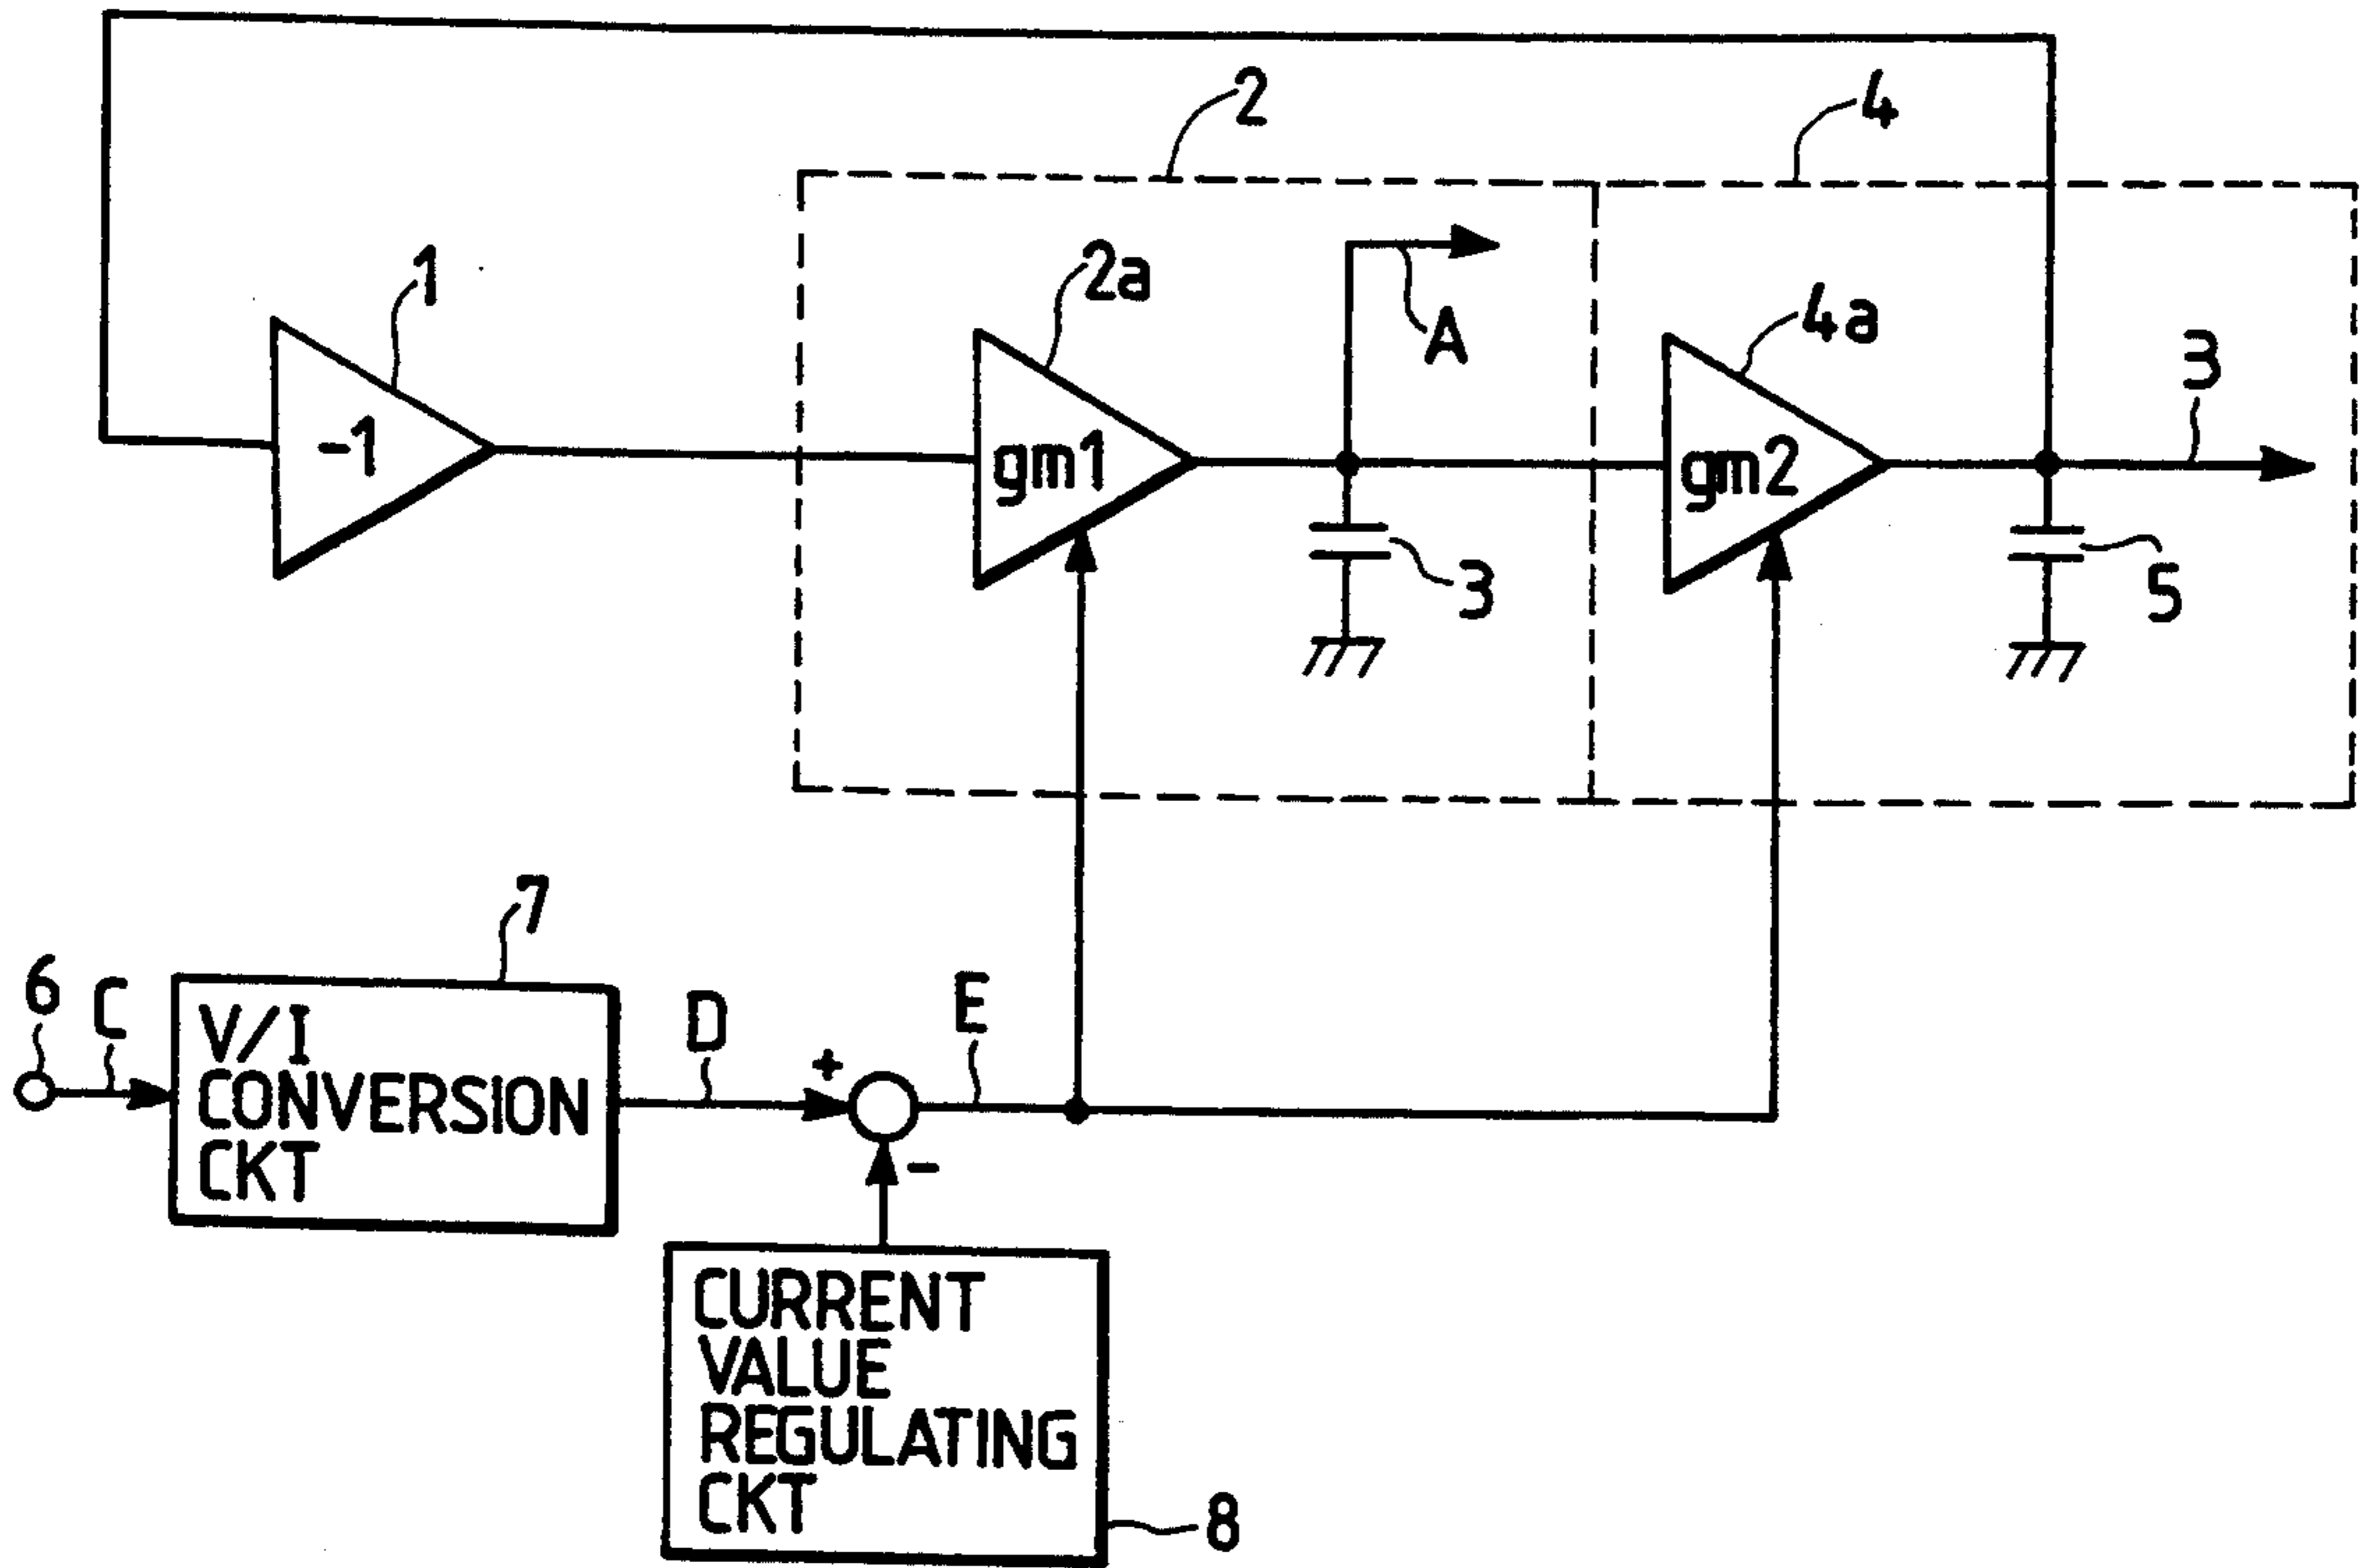 2
4
1
2a
A
4a
3
-1
gm1
gm2
3
5
7
6
C
V/I
CONVERSION
CKT
D
+
E
-
CURRENT
VALUE
REGULATING
CKT
8